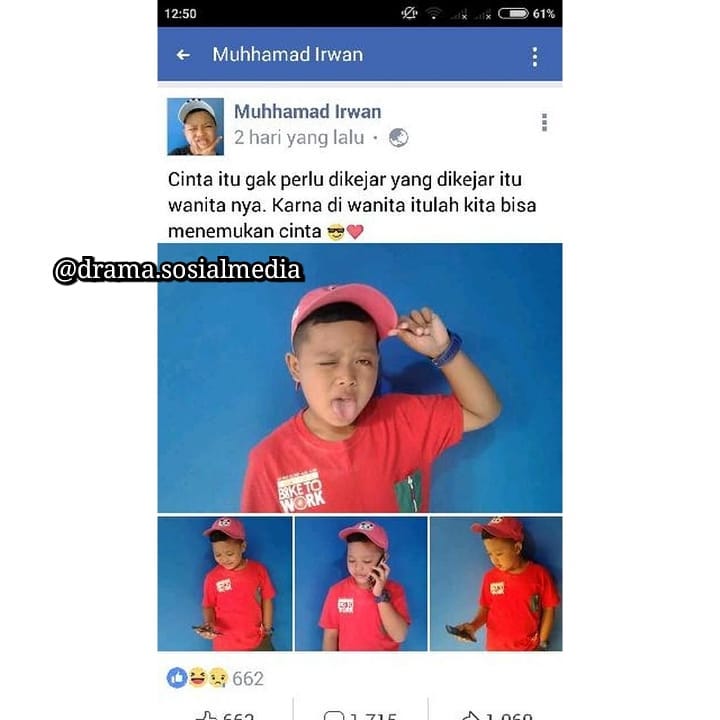 12:50
61%
Muhhamad Irwan
Muhhamad Irwan
2 hari yang lalu ·
Cinta itu gak perlu dikejar yang dikejar itu
wanita nya. Karna di wanita itulah kita bisa
menemukan cinta 😎❤️
@drama.sosialmedia
BIKE TO
WORK
662
662
1.715
1.069